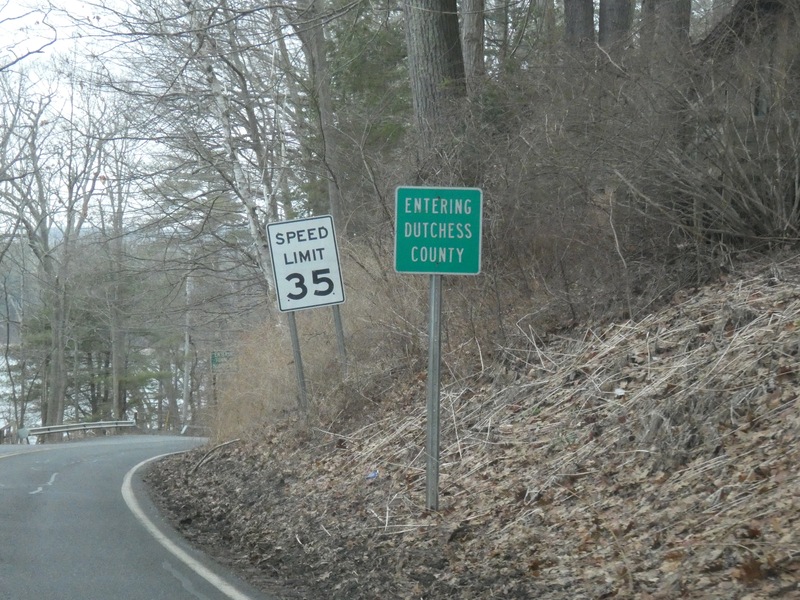 SPEED
LIMIT
35
ENTERING
DUTCHESS
COUNTY